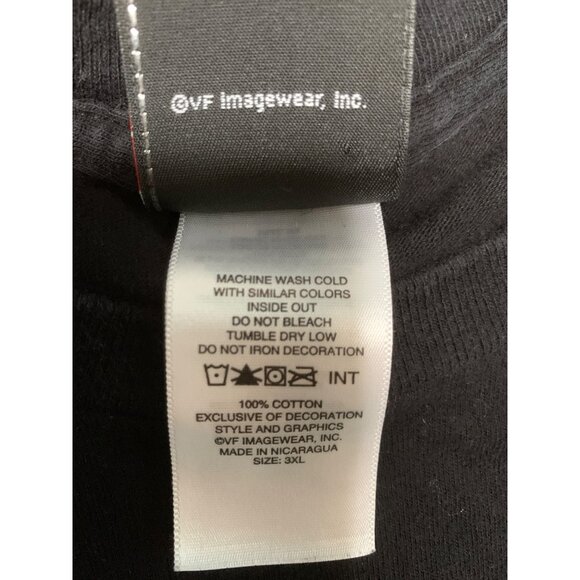 ©VF Imagewear, Inc.
MACHINE WASH COLD
WITH SIMILAR COLORS
INSIDE OUT
DO NOT BLEACH
TUMBLE DRY LOW
DO NOT IRON DECORATION
INT
100% COTTON
EXCLUSIVE OF DECORATION
STYLE AND GRAPHICS
©VF IMAGEWEAR, INC.
MADE IN NICARAGUA
SIZE: 3XL